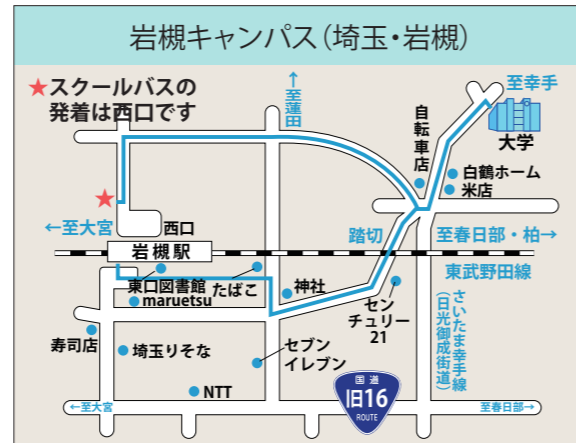 岩槻キャンパス（埼玉・岩槻）
★スクールバスの
発着は西口です
↑至蓮田
至幸手
大学
自転車店
白鶴ホーム
米店
★
←至大宮
西口
踏切
至春日部・柏→
岩槻駅
東武野田線
東口図書館
たばこ
神社
maruetsu
セン
チュリー
21
さいたま幸手線
（日光御成街道）
寿司店
埼玉りそな
セブン
イレブン
NTT
国道
旧16
ROUTE
←至大宮
至春日部→